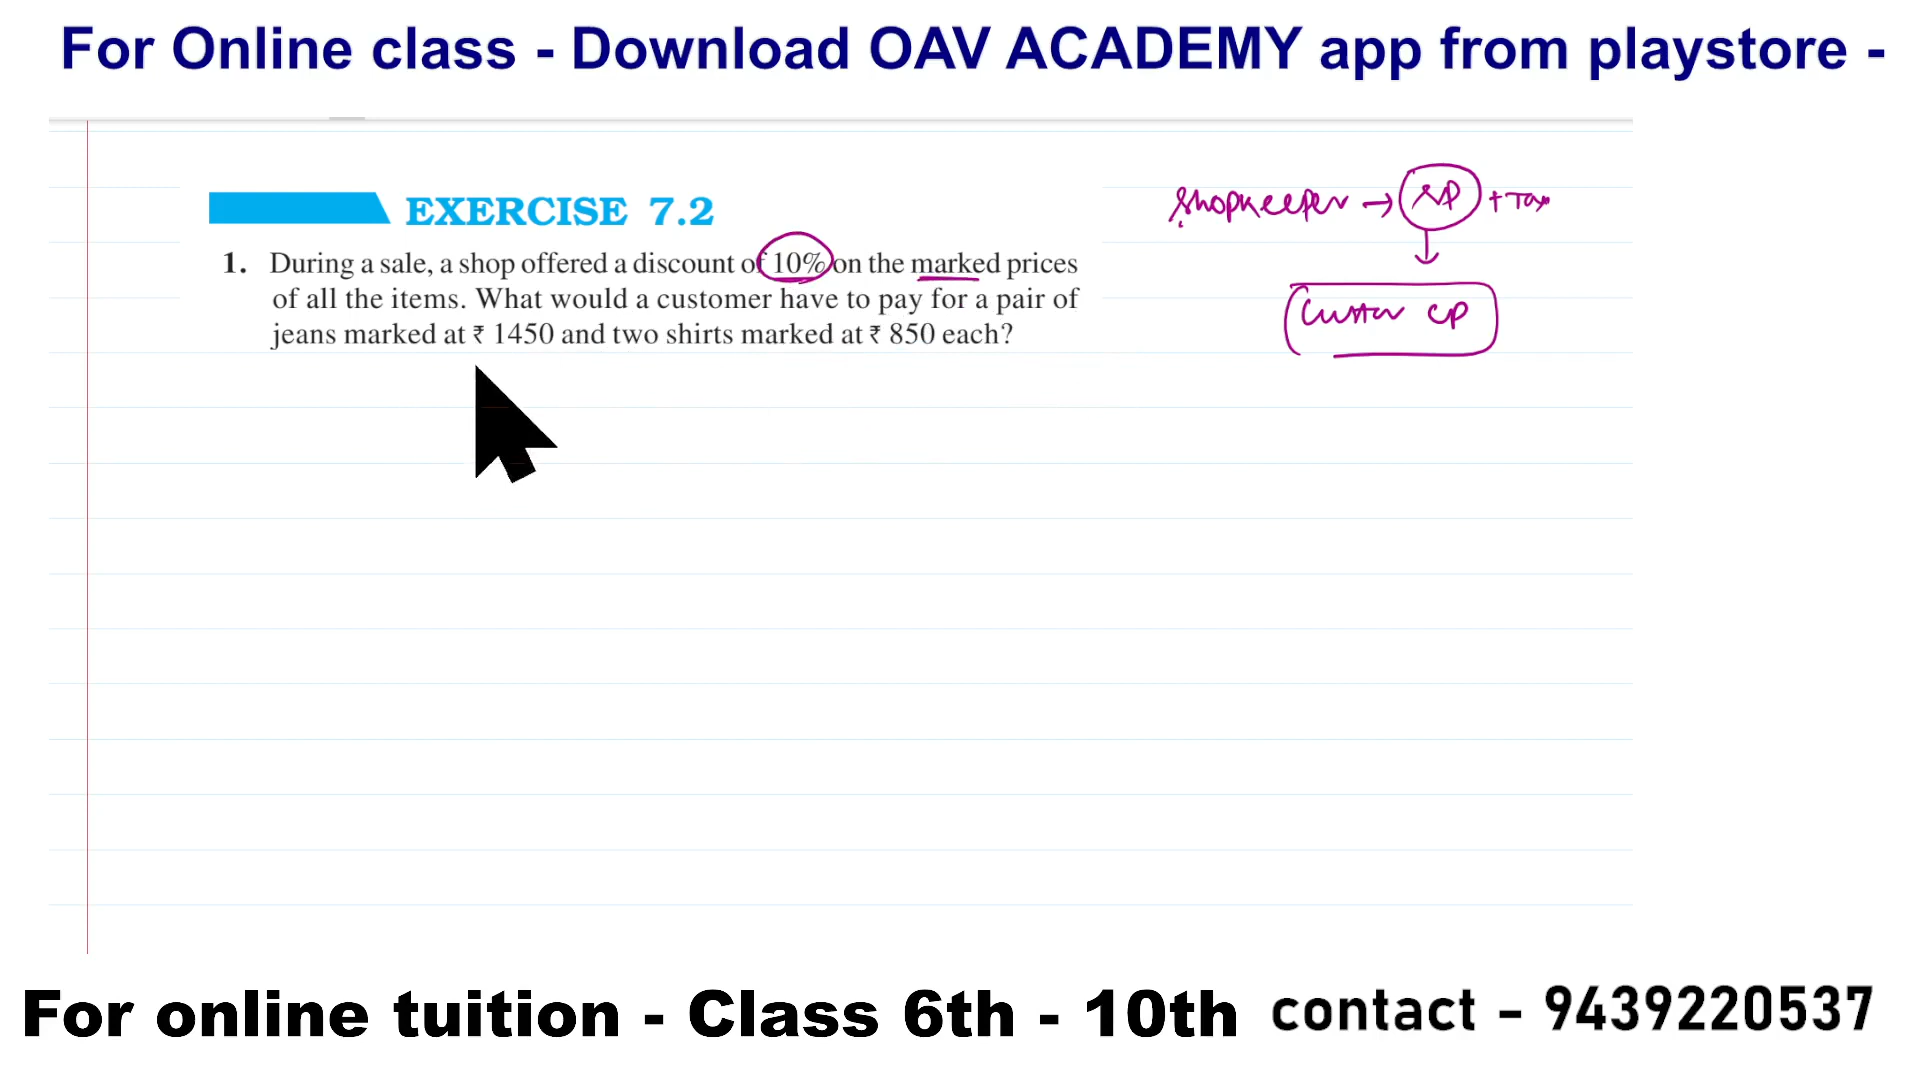 For Online class - Download OAV ACADEMY app from playstore -
EXERCISE 7.2
1. During a sale, a shop offered a discount of 10% on the marked prices
of all the items. What would a customer have to pay for a pair of
jeans marked at ₹ 1450 and two shirts marked at ₹ 850 each?
Shopkeeper → SP + Tax
CP
For online tuition - Class 6th - 10th contact - 9439220537